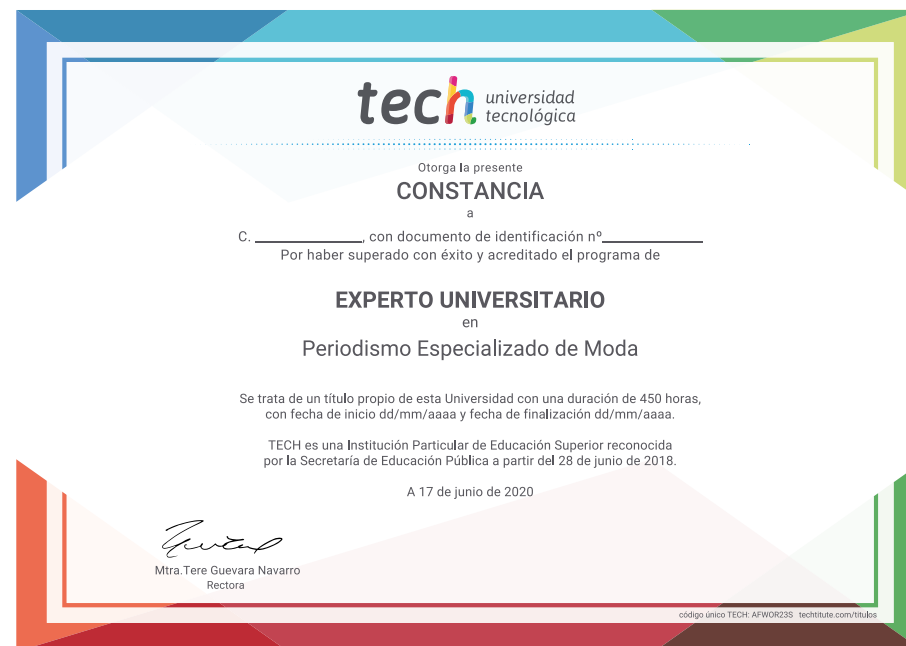 tech universidad
tecnológica
Otorga la presente
CONSTANCIA
a
C. ________________, con documento de identificación nº_______________
Por haber superado con éxito y acreditado el programa de
EXPERTO UNIVERSITARIO
en
Periodismo Especializado de Moda
Se trata de un título propio de esta Universidad con una duración de 450 horas,
con fecha de inicio dd/mm/aaaa y fecha de finalización dd/mm/aaaa.
TECH es una Institución Particular de Educación Superior reconocida
por la Secretaría de Educación Pública a partir del 28 de junio de 2018.
A 17 de junio de 2020
Mtra.Tere Guevara Navarro
Rectora
código único TECH: AFWOR23S techtitute.com/titulos